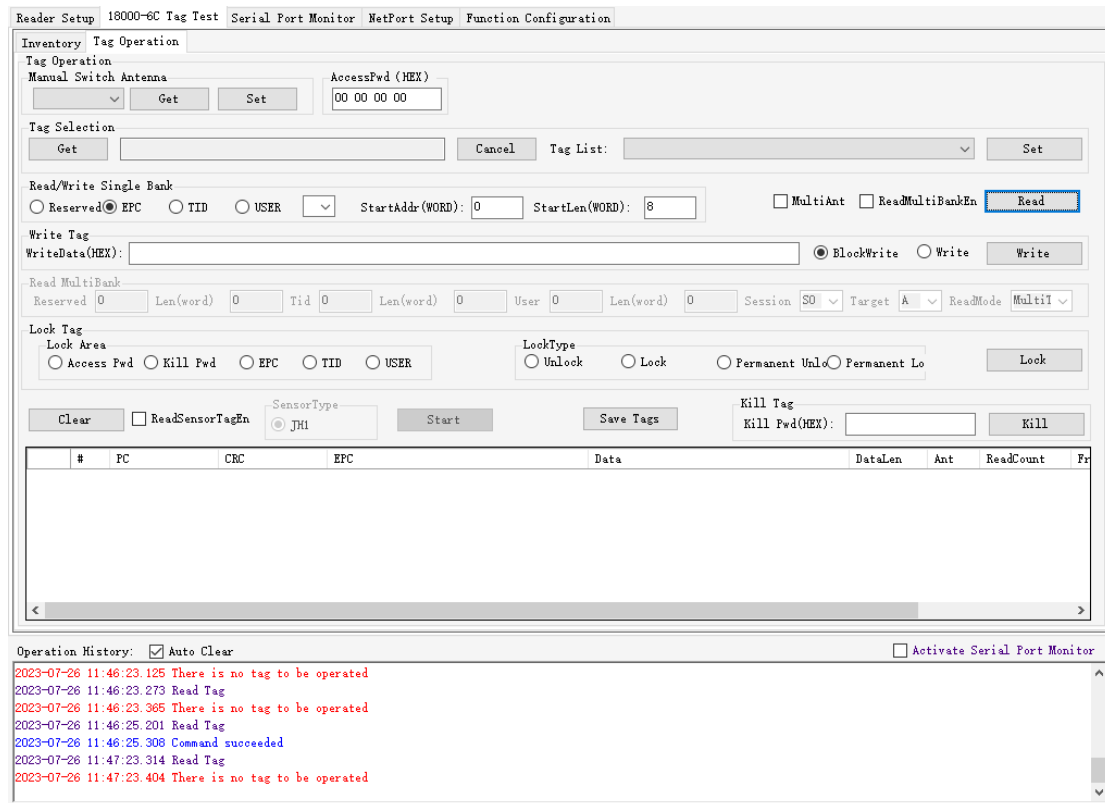 Reader Setup 18000-6C Tag Test Serial Port Monitor NetPort Setup Function Configuration
Inventory Tag Operation
Tag Operation
Manual Switch Antenna AccessPwd (HEX)
Get Set 00 00 00 00
Tag Selection
Get Cancel Tag List: Set
Read/Write Single Bank
Reserved EPC TID USER StartAddr(WORD): 0 StartLen(WORD): 8 MultiAnt ReadMultiBankEn Read
Write Tag
WriteData(HEX): BlockWrite Write Write
Read MultiBank
Reserved 0 Len(word) 0 Tid 0 Len(word) 0 User 0 Len(word) 0 Session S0 Target A ReadMode MultiT
Lock Tag
Lock Area LockType
Access Pwd Kill Pwd EPC TID USER Unlock Lock Permanent Unlo Permanent Lo Lock
SensorType Kill Tag
Clear ReadSensorTagEn JH1 Start Save Tags Kill Pwd(HEX): Kill
# PC CRC EPC Data DataLen Ant ReadCount Fr
Operation History: Auto Clear Activate Serial Port Monitor
2023-07-26 11:46:23.125 There is no tag to be operated
2023-07-26 11:46:23.273 Read Tag
2023-07-26 11:46:23.365 There is no tag to be operated
2023-07-26 11:46:25.201 Read Tag
2023-07-26 11:46:25.308 Command succeeded
2023-07-26 11:47:23.314 Read Tag
2023-07-26 11:47:23.404 There is no tag to be operated